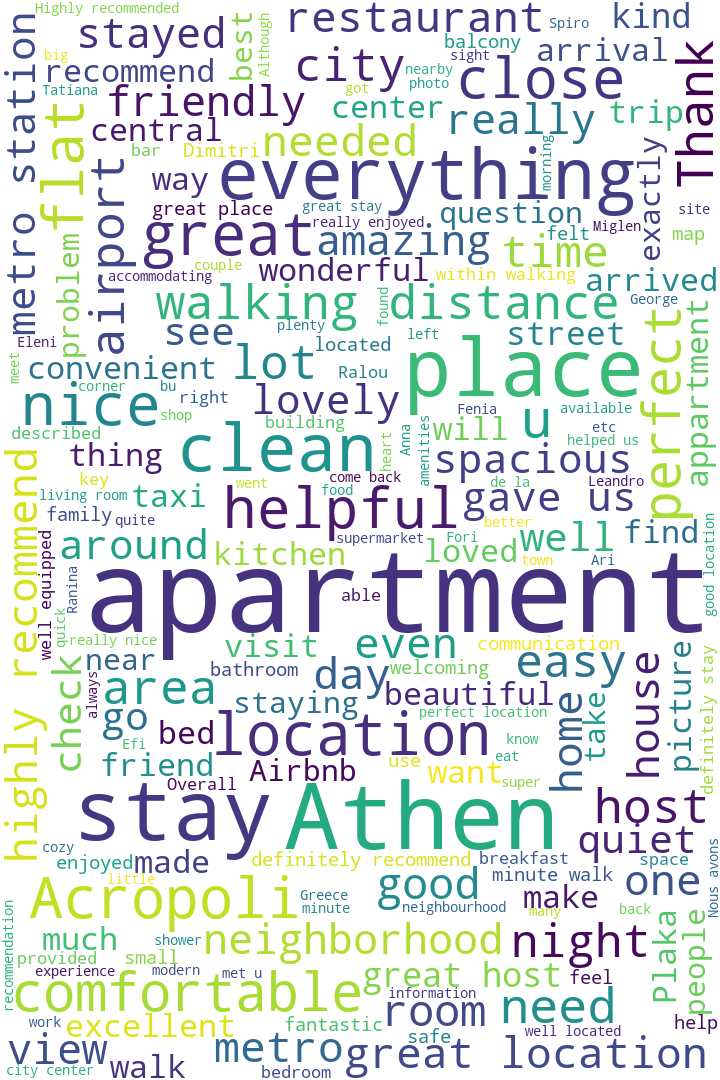 Highly recommended
restaurant
Spiro
kind
stayed
best
Although
city
balcony
arrival
Thank
big
recommend
sight
nearby
close
metro station
Tatiana
friendly
got
photo
center
really
trip
flat
central
needed
bar
Dimitri
way
everything
morning
exactly
airport
great place
great stay
question
site
great
really enjoyed
felt
Miglen
map
problem
amazing
time
accommodating
couple
wonderful
within walking
arrived
walking distance
found
George
see
plenty
left
street
Eleni
located
place
perfect
appartment
meet
convenient
lot
Ralou
corner
bu
right
lovely
Fenia
available
nice
shop
building
u
etc
described
clean
heart
Anna
amenities
will
helped us
thing
spacious
highly recommend
key
come back
de la
Leandro
living room
taxi
went
food
helpful
gave us
family
quite
better
good location
around
supermarket
Fori
well
find
well equipped
Ranina
kitchen
loved
town
Ari
apartment
able
quick
really nice
visit
even
communication
check
near
bathroom
day
welcoming
easy
house
picture
definitely stay
always
area
staying
beautiful
home
take
go
bed
location
perfect location
Efi
know
friend
Airbnb
use
want
eat
Overall
super
stay
Athen
host
cozy
quiet
enjoyed
made
definitely recommend
breakfast
space
minute walk
Nous avons
little
Acropoli
Greece
minute
good
neighbourhood
make
one
many
back
recommendation
much
shower
neighborhood
night
Plaka
people
provided
small
experience
modern
met u
great host
feel
comfortable
information
room
need
work
excellent
fantastic
safe
well located
help
view
walk
metro
great location
city center
bedroom